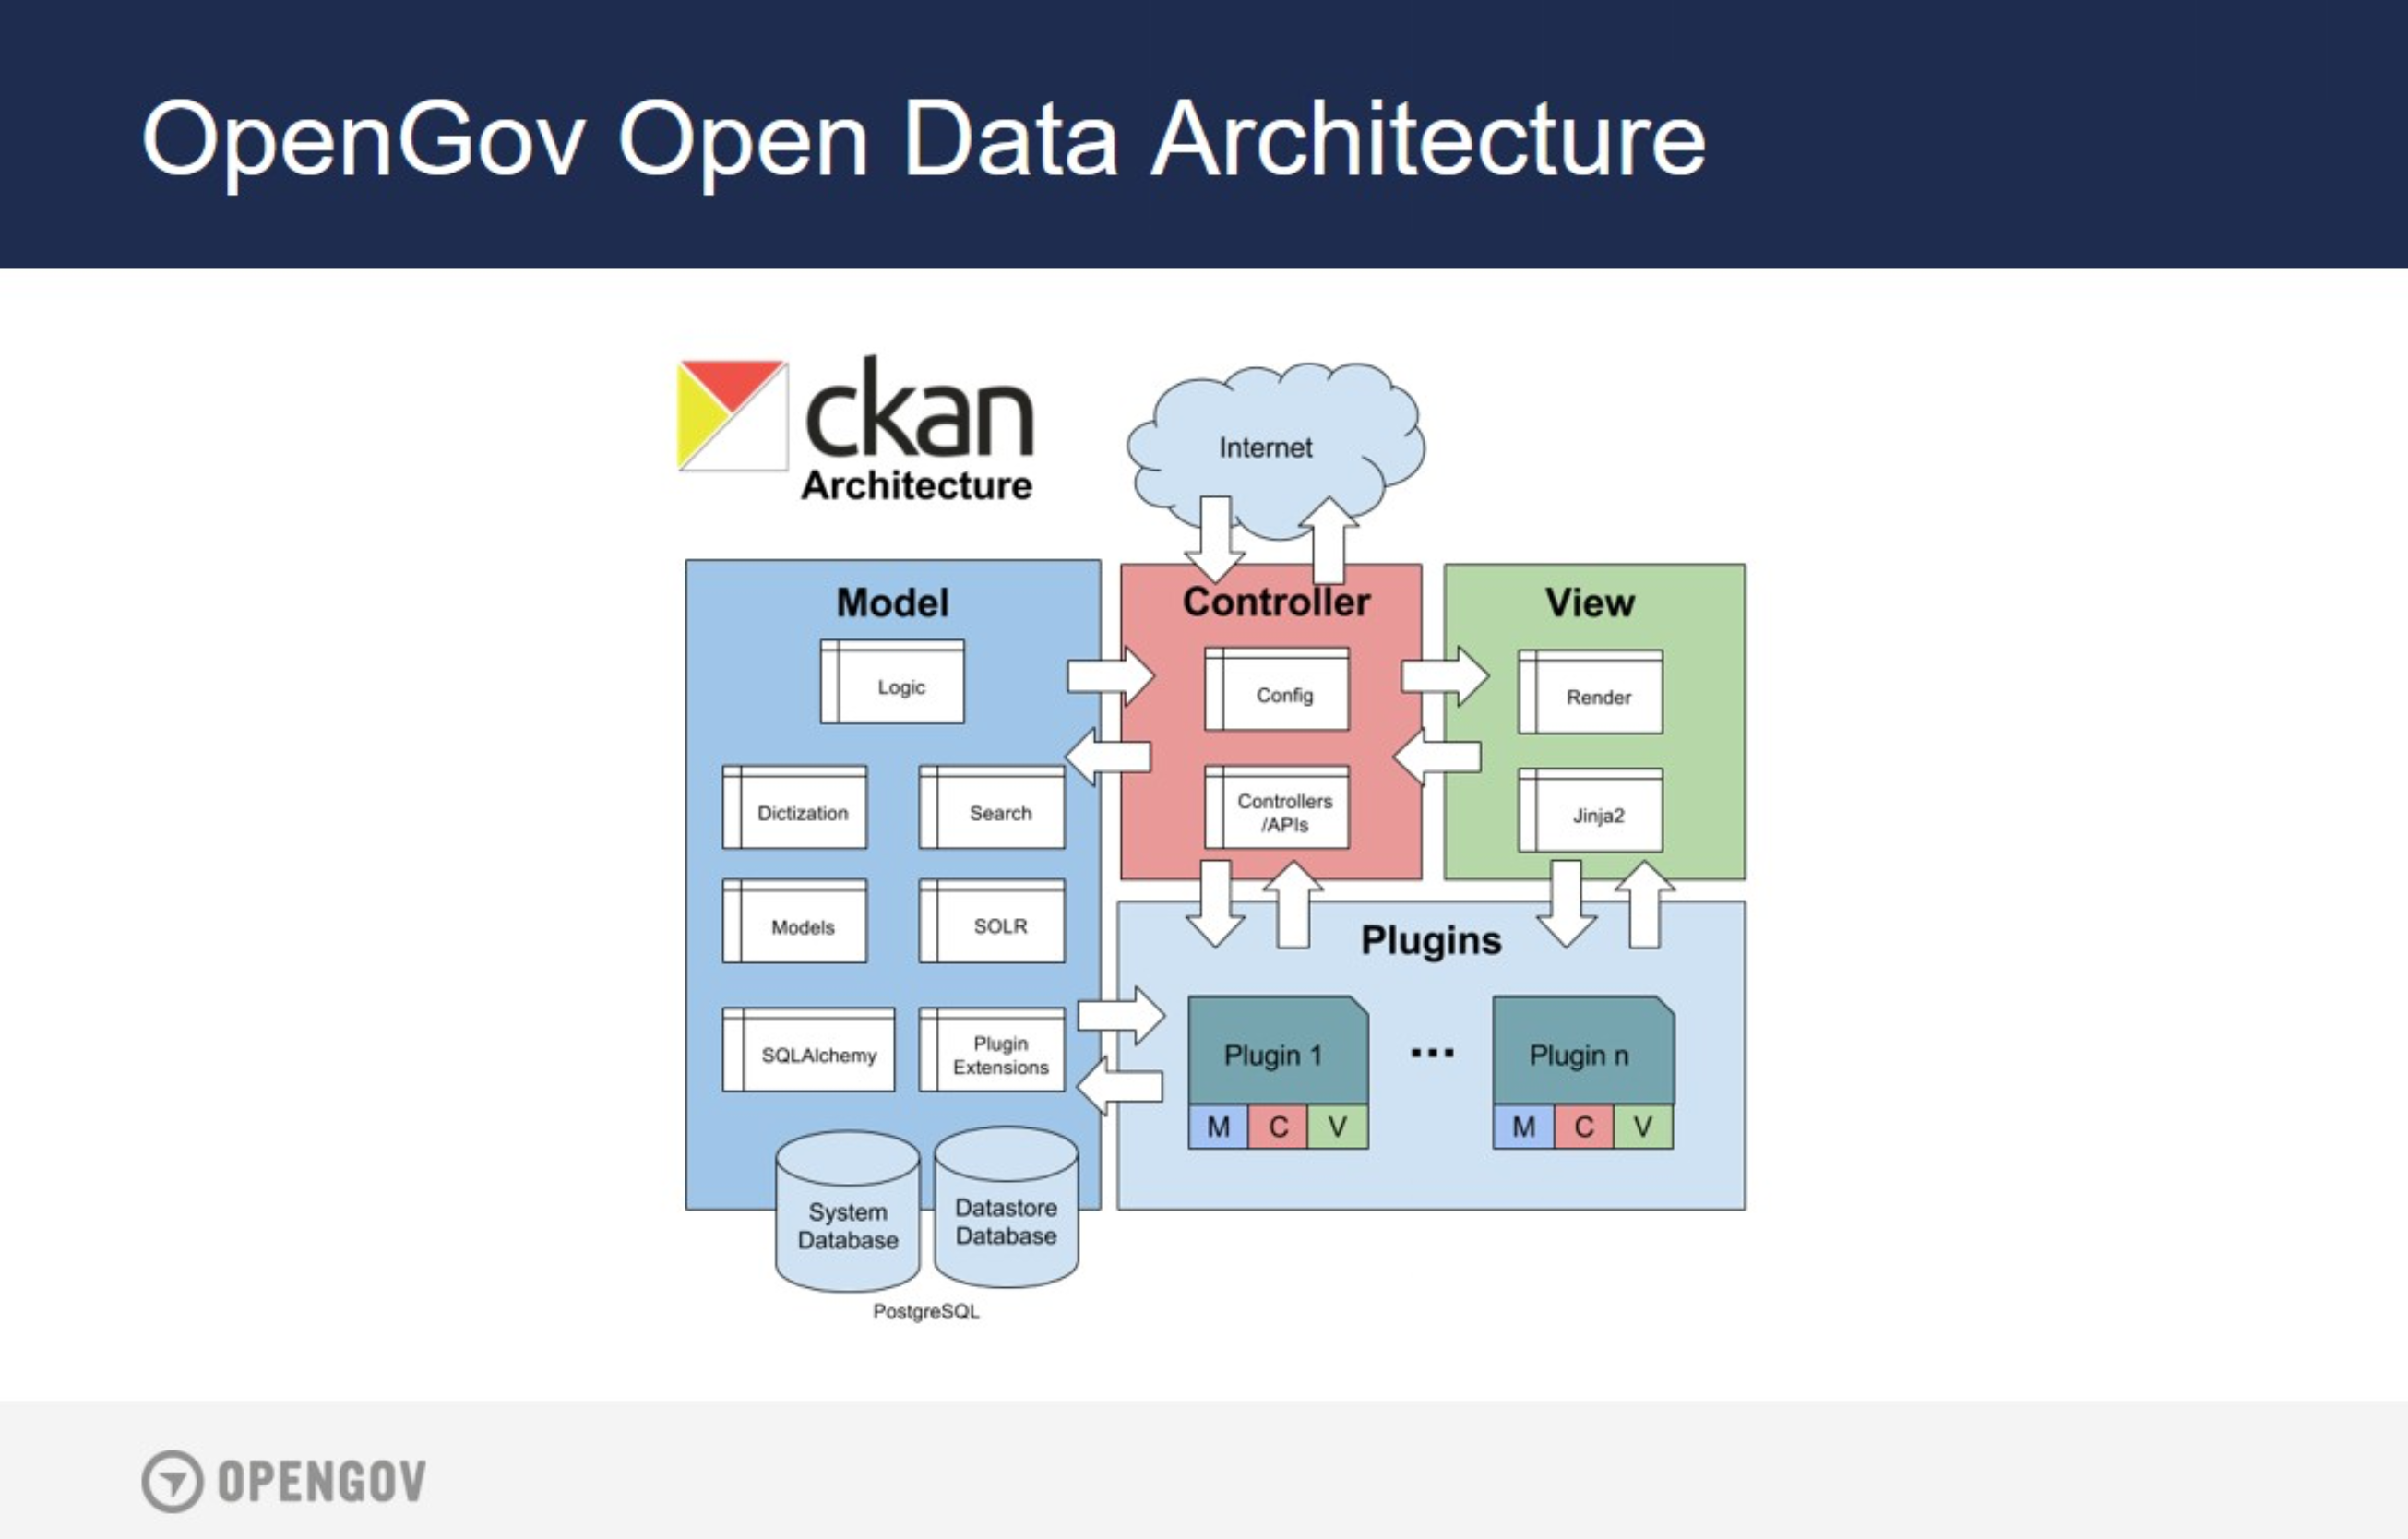 OpenGov Open Data Architecture
ckan
Architecture
Internet
Model
Logic
Dictization
Search
Models
SOLR
SQLAlchemy
Plugin
Extensions
System
Database
Datastore
Database
PostgreSQL
Controller
Config
Controllers
/APIs
View
Render
Jinja2
Plugins
Plugin 1
M C V
...
Plugin n
M C V
OPENGOV